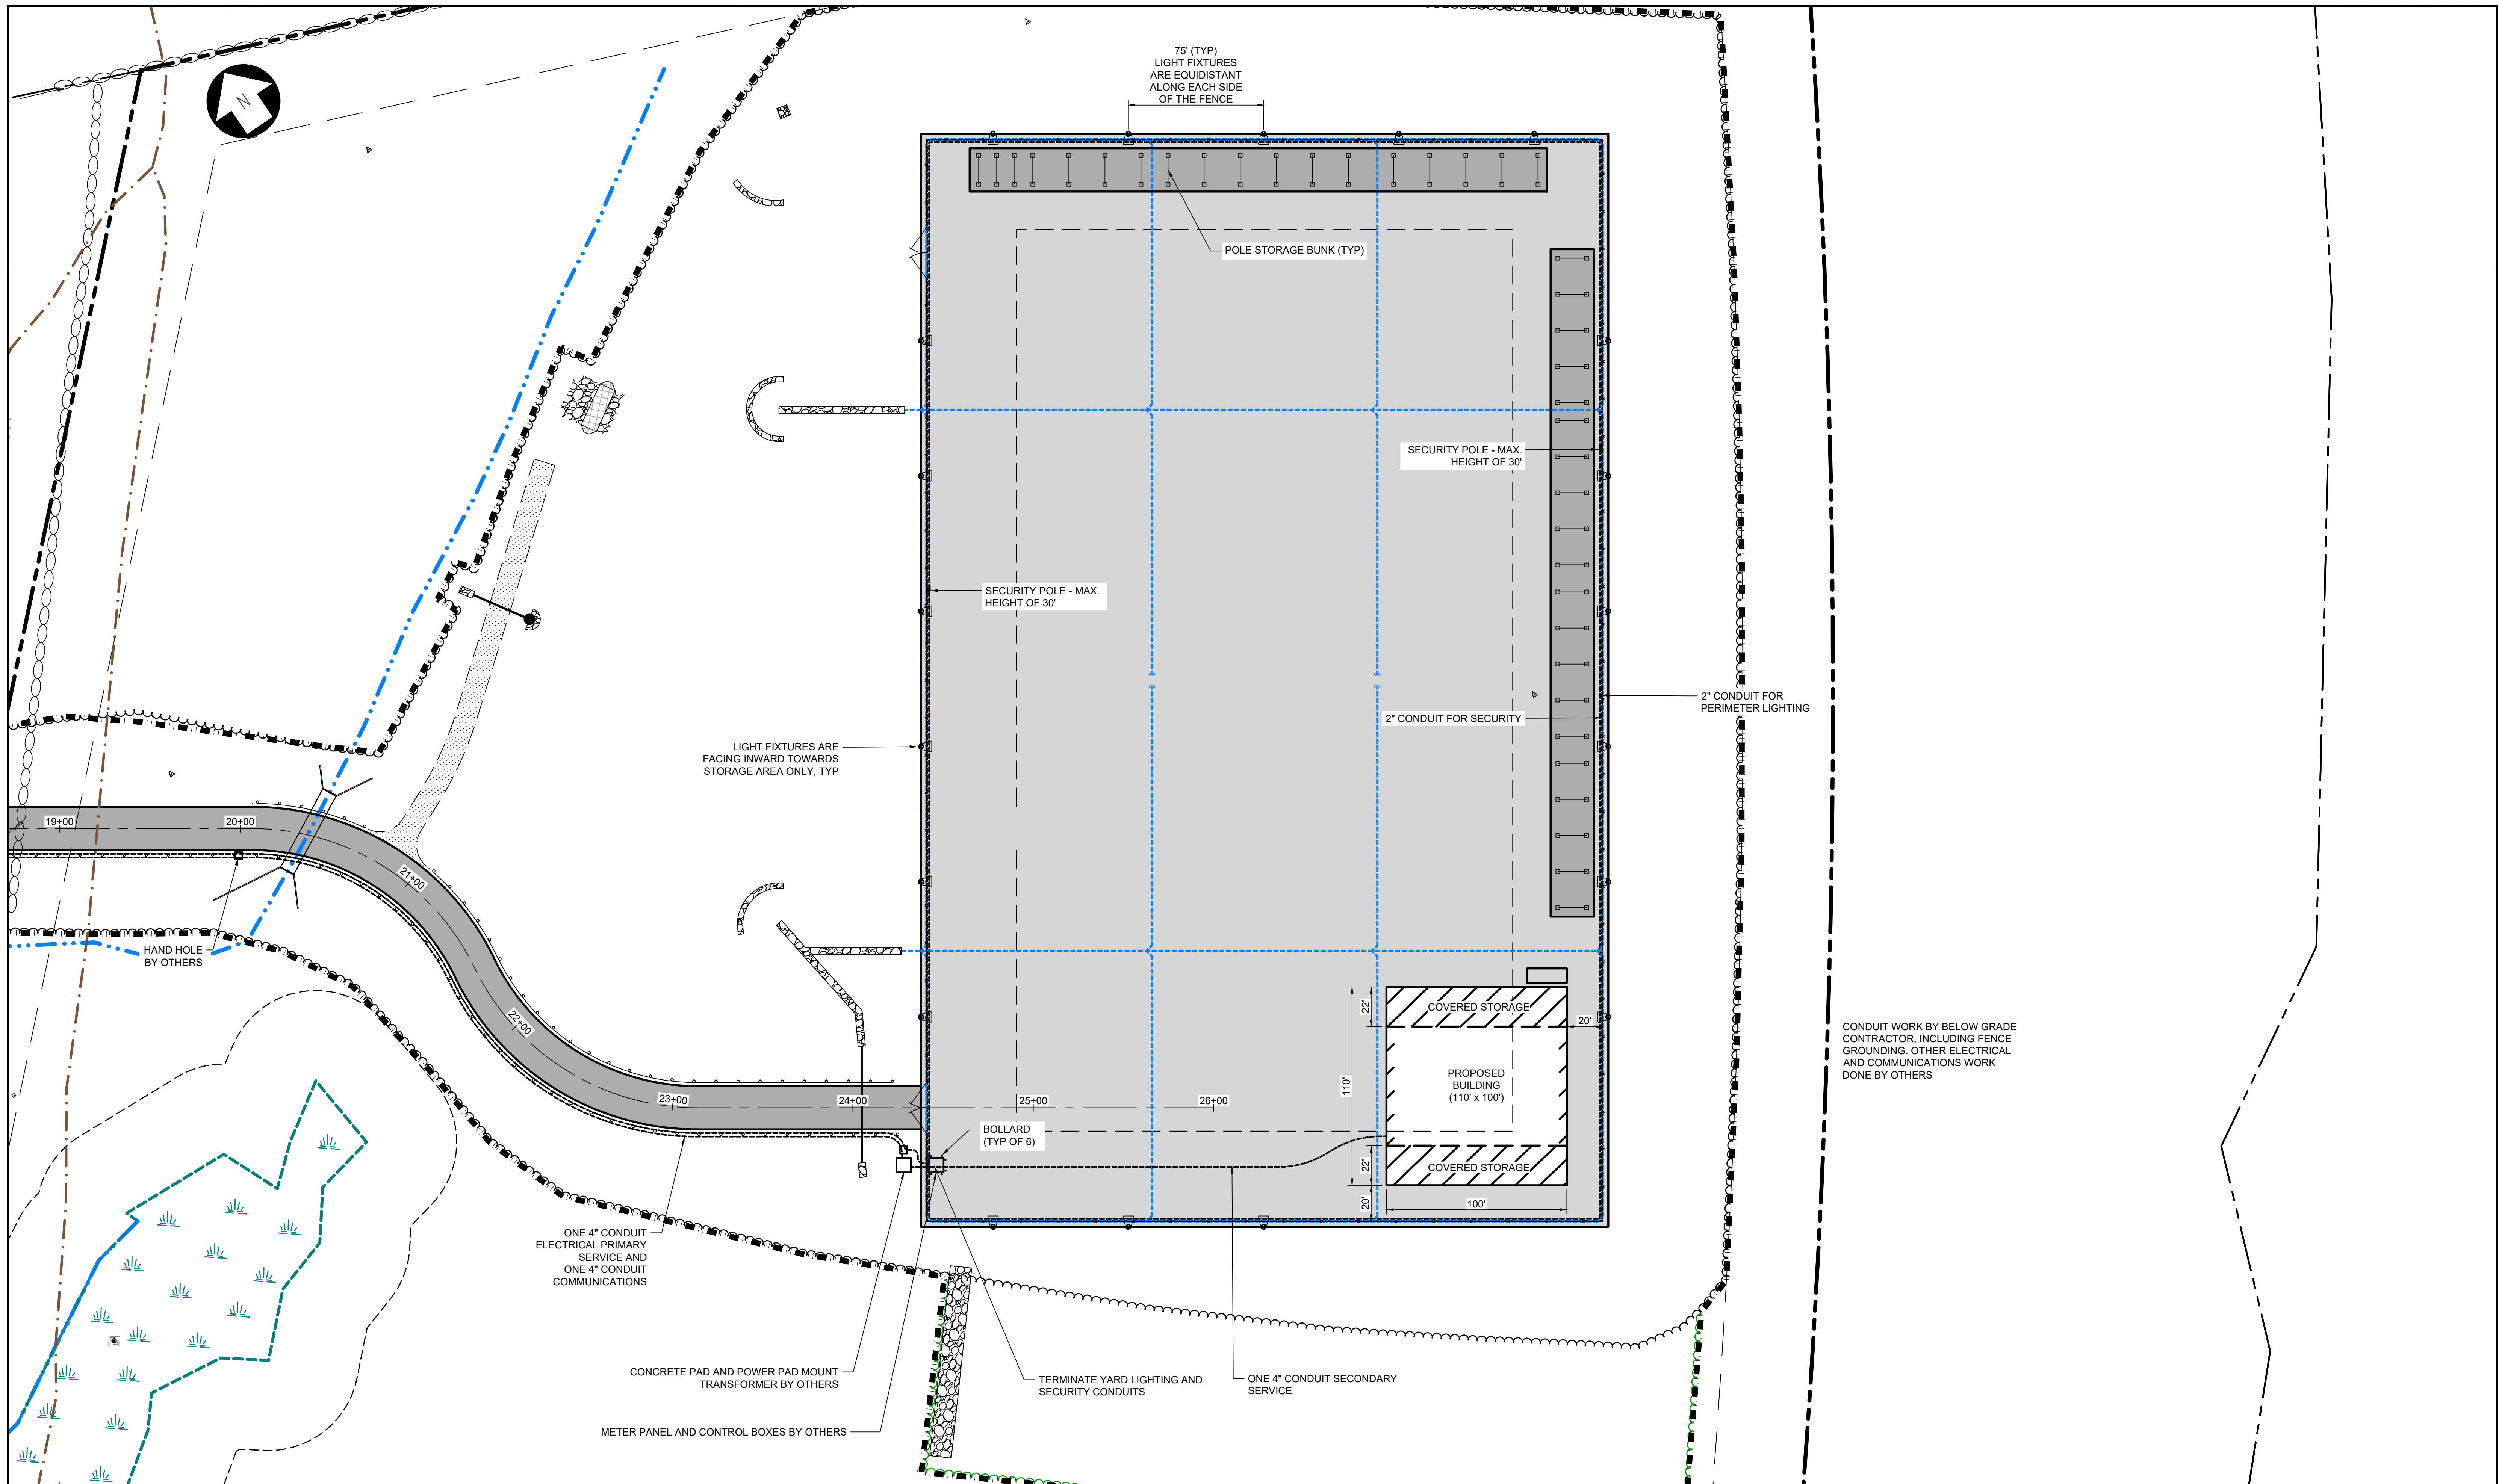 75' (TYP)
LIGHT FIXTURES
ARE EQUIDISTANT
ALONG EACH SIDE
OF THE FENCE
N
POLE STORAGE BUNK (TYP)
SECURITY POLE - MAX.
HEIGHT OF 30'
SECURITY POLE - MAX.
HEIGHT OF 30'
2" CONDUIT FOR
PERIMETER LIGHTING
2" CONDUIT FOR SECURITY
LIGHT FIXTURES ARE
FACING INWARD TOWARDS
STORAGE AREA ONLY, TYP
19+00
20+00
21+00
22+00
23+00
24+00
25+00
26+00
HAND HOLE
BY OTHERS
22'
COVERED STORAGE
20'
110'
PROPOSED
BUILDING
(110' x 100')
22'
COVERED STORAGE
20'
100'
CONDUIT WORK BY BELOW GRADE
CONTRACTOR, INCLUDING FENCE
GROUNDING. OTHER ELECTRICAL
AND COMMUNICATIONS WORK
DONE BY OTHERS
BOLLARD
(TYP OF 6)
ONE 4" CONDUIT
ELECTRICAL PRIMARY
SERVICE AND
ONE 4" CONDUIT
COMMUNICATIONS
CONCRETE PAD AND POWER PAD MOUNT
TRANSFORMER BY OTHERS
TERMINATE YARD LIGHTING AND
SECURITY CONDUITS
ONE 4" CONDUIT SECONDARY
SERVICE
METER PANEL AND CONTROL BOXES BY OTHERS